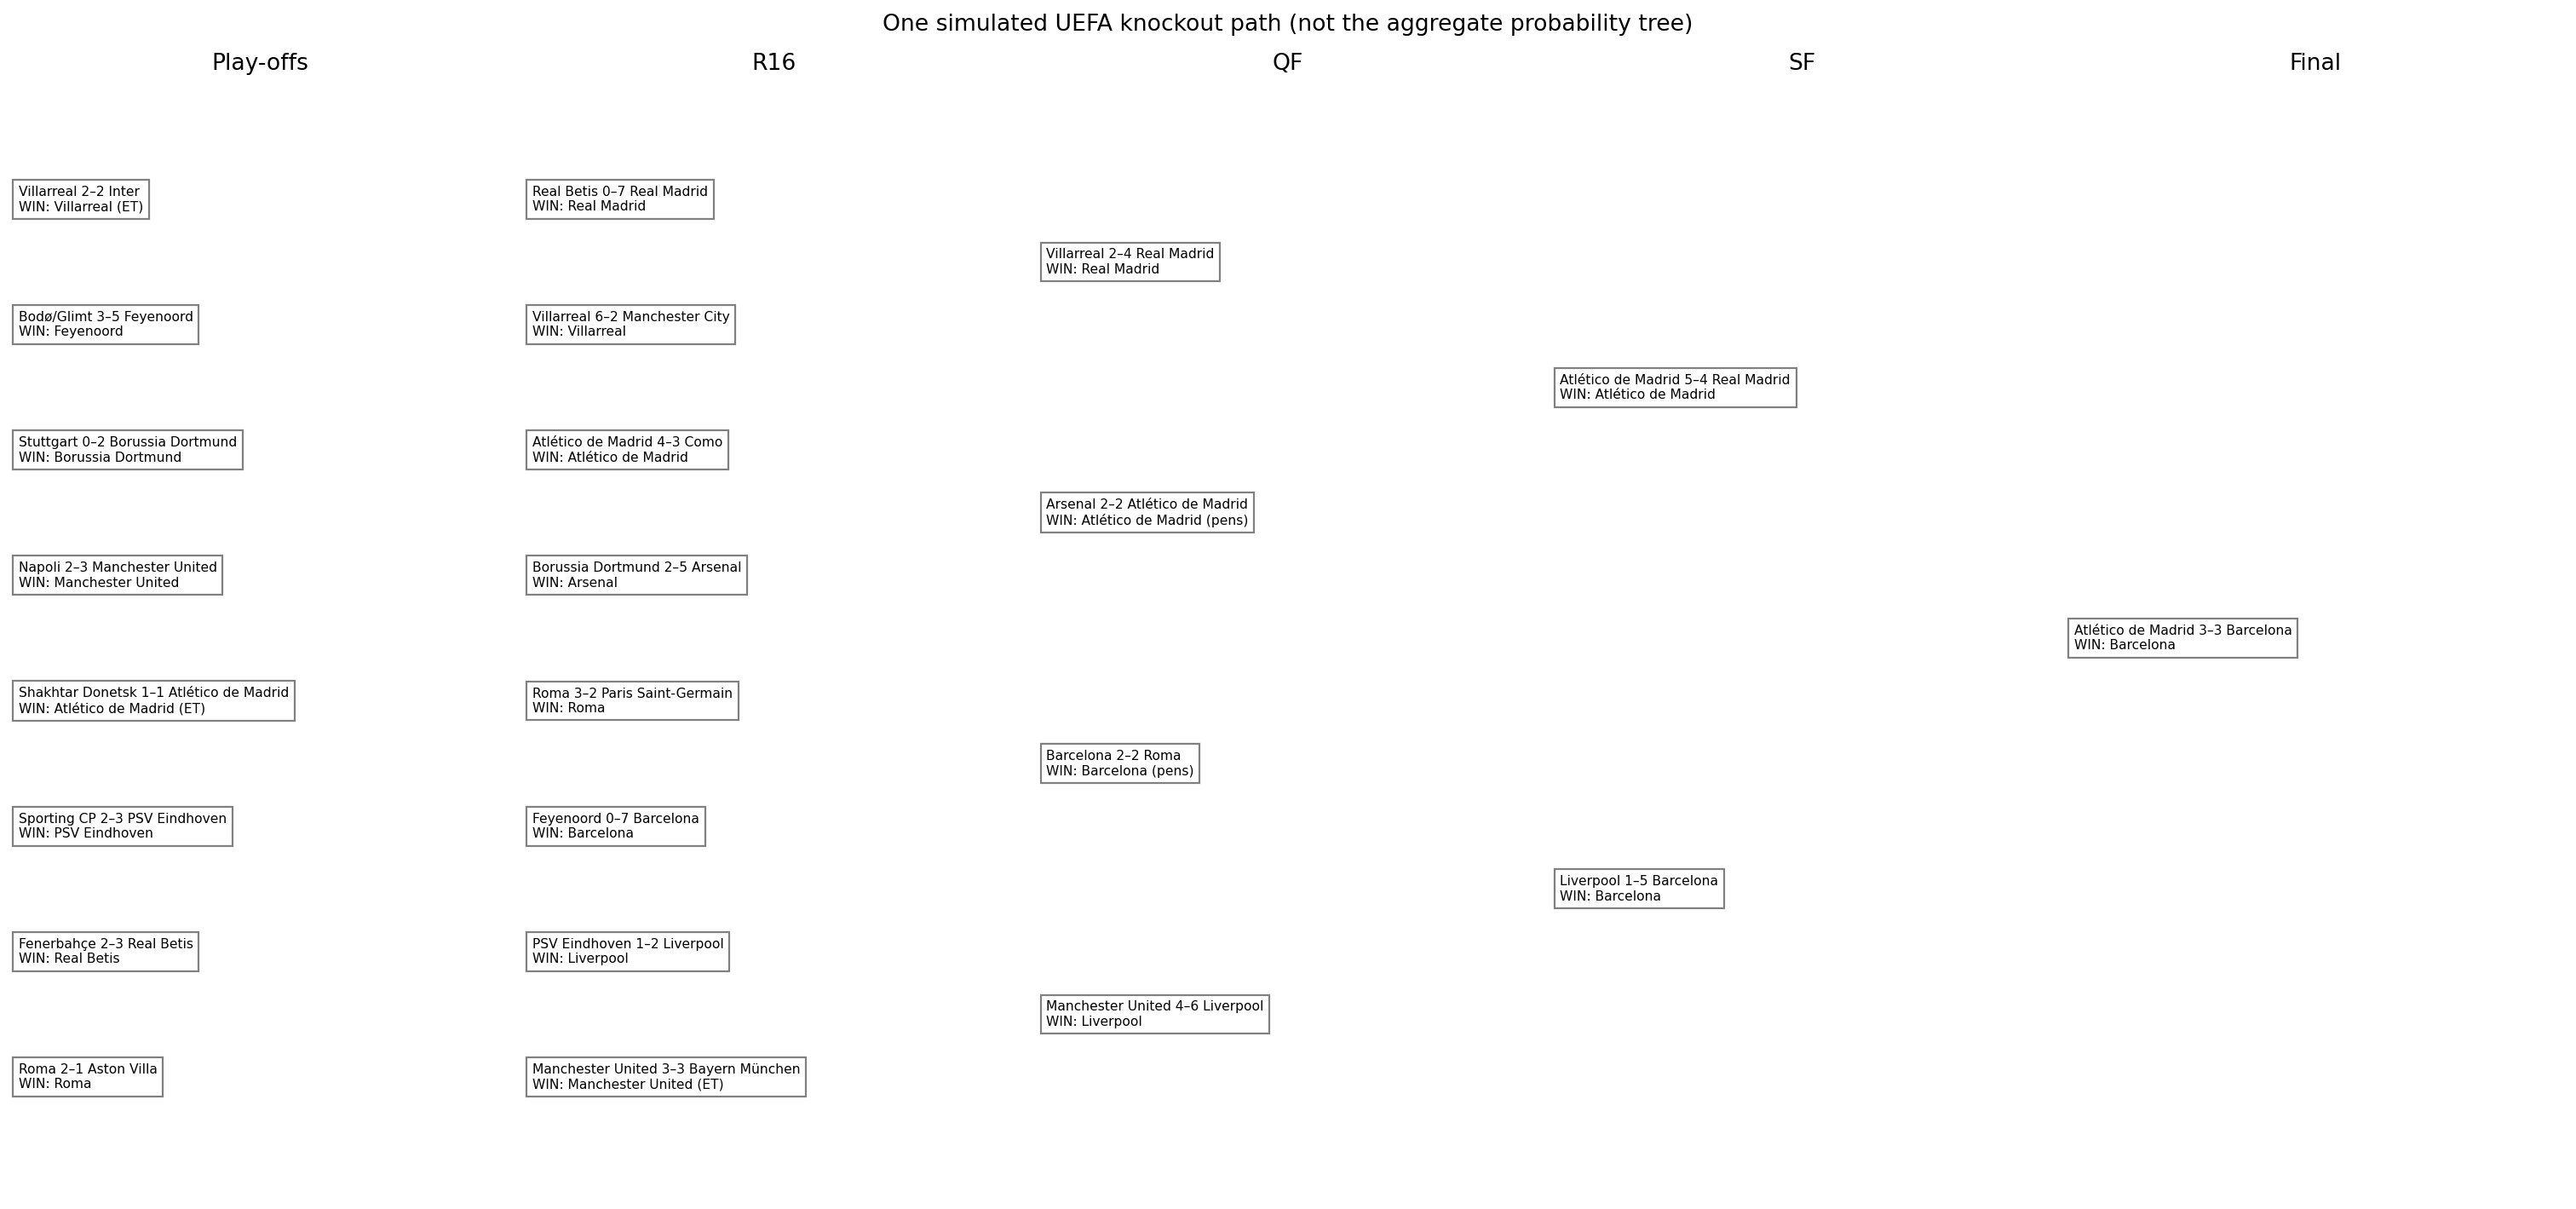 One simulated UEFA knockout path (not the aggregate probability tree)
Play-offs
R16
QF
SF
Final
Villarreal 2–2 Inter
WIN: Villarreal (ET)
Bodø/Glimt 3–5 Feyenoord
WIN: Feyenoord
Stuttgart 0–2 Borussia Dortmund
WIN: Borussia Dortmund
Napoli 2–3 Manchester United
WIN: Manchester United
Shakhtar Donetsk 1–1 Atlético de Madrid
WIN: Atlético de Madrid (ET)
Sporting CP 2–3 PSV Eindhoven
WIN: PSV Eindhoven
Fenerbahçe 2–3 Real Betis
WIN: Real Betis
Roma 2–1 Aston Villa
WIN: Roma
Real Betis 0–7 Real Madrid
WIN: Real Madrid
Villarreal 6–2 Manchester City
WIN: Villarreal
Atlético de Madrid 4–3 Como
WIN: Atlético de Madrid
Borussia Dortmund 2–5 Arsenal
WIN: Arsenal
Roma 3–2 Paris Saint-Germain
WIN: Roma
Feyenoord 0–7 Barcelona
WIN: Barcelona
PSV Eindhoven 1–2 Liverpool
WIN: Liverpool
Manchester United 3–3 Bayern München
WIN: Manchester United (ET)
Villarreal 2–4 Real Madrid
WIN: Real Madrid
Arsenal 2–2 Atlético de Madrid
WIN: Atlético de Madrid (pens)
Barcelona 2–2 Roma
WIN: Barcelona (pens)
Manchester United 4–6 Liverpool
WIN: Liverpool
Atlético de Madrid 5–4 Real Madrid
WIN: Atlético de Madrid
Liverpool 1–5 Barcelona
WIN: Barcelona
Atlético de Madrid 3–3 Barcelona
WIN: Barcelona